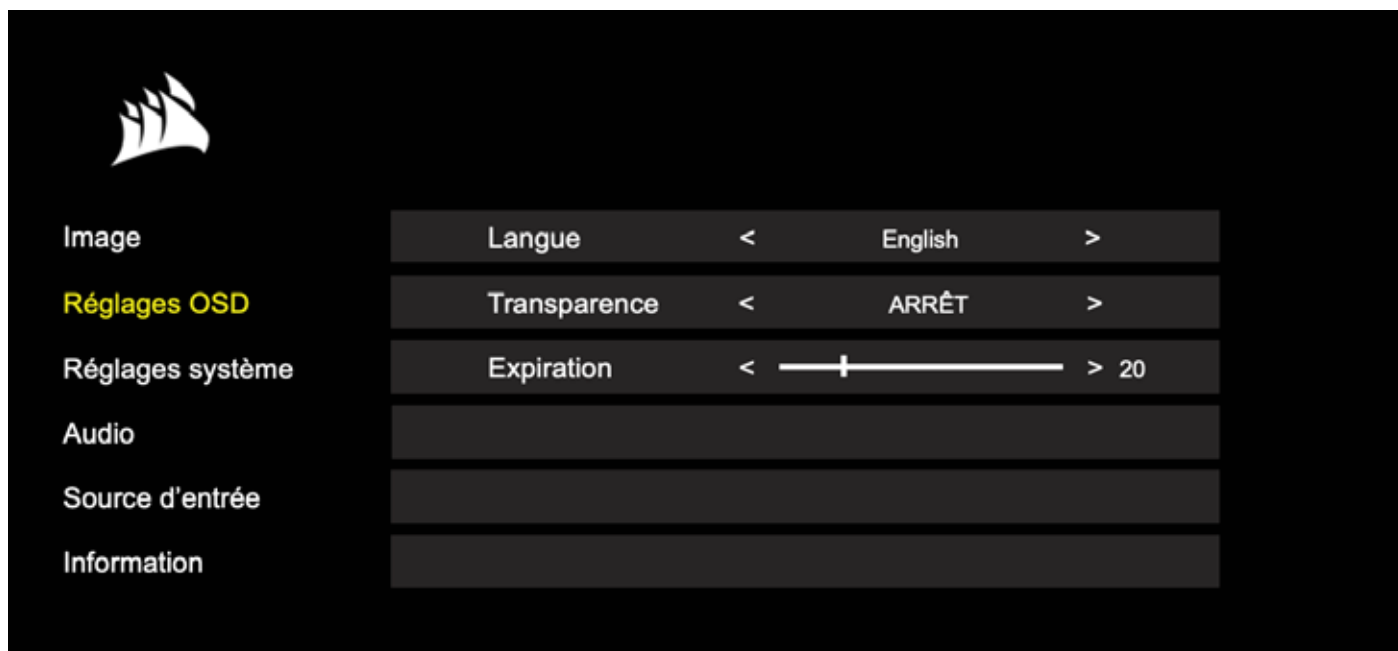 Image
Langue < English >
Réglages OSD
Transparence < ARRÊT >
Réglages système
Expiration < > 20
Audio
Source d’entrée
Information